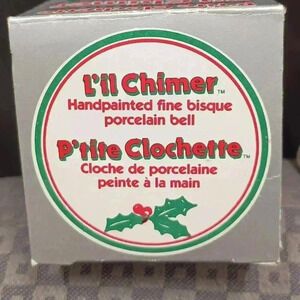 L'il Chimer™
Handpainted fine bisque
porcelain bell
P'tite Clochette™
Cloche de porcelaine
peinte à la main